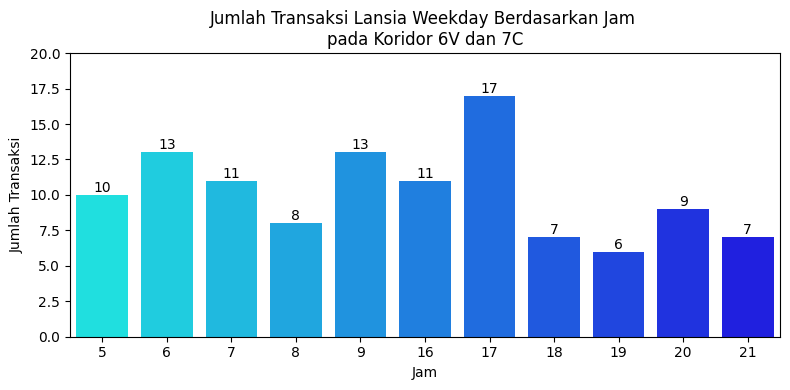 Jumlah Transaksi Lansia Weekday Berdasarkan Jam
pada Koridor 6V dan 7C
Jumlah Transaksi
20.0
17.5
15.0
12.5
10.0
7.5
5.0
2.5
0.0
10 13 11 8 13 11 17 7 6 9 7
5 6 7 8 9 16 17 18 19 20 21
Jam